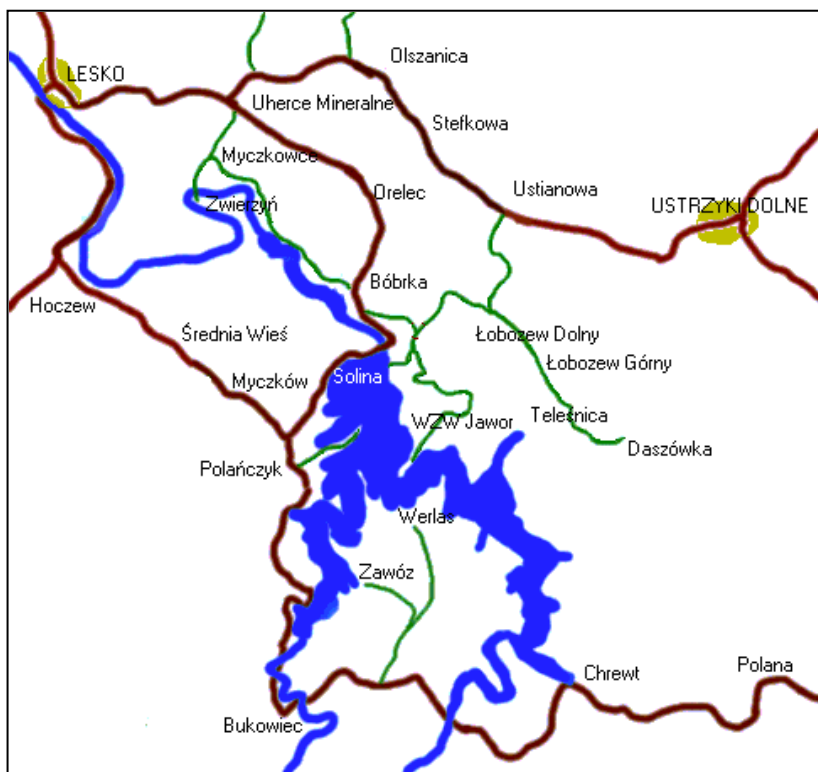 Olszanica
LESKO
Uherce Mineralne
Stefkowa
Myczkowce
Orelec
Ustianowa
Zwierzyń
USTRZYKI DOLNE
Bóbrka
Hoczew
Średnia Wieś
Łobozew Dolny
Łobozew Górny
Myczków
Solina
WZW Jawor
Teleśnica
Daszówka
Polańczyk
Werlas
Zawóz
Chrewt
Polana
Bukowiec